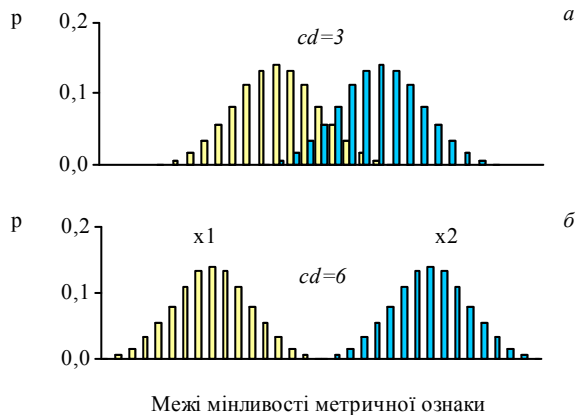 р
0,2
cd=3
а
0,1
0,0
р
0,2
x1
x2
б
cd=6
0,1
0,0
Межі мінливості метричної ознаки